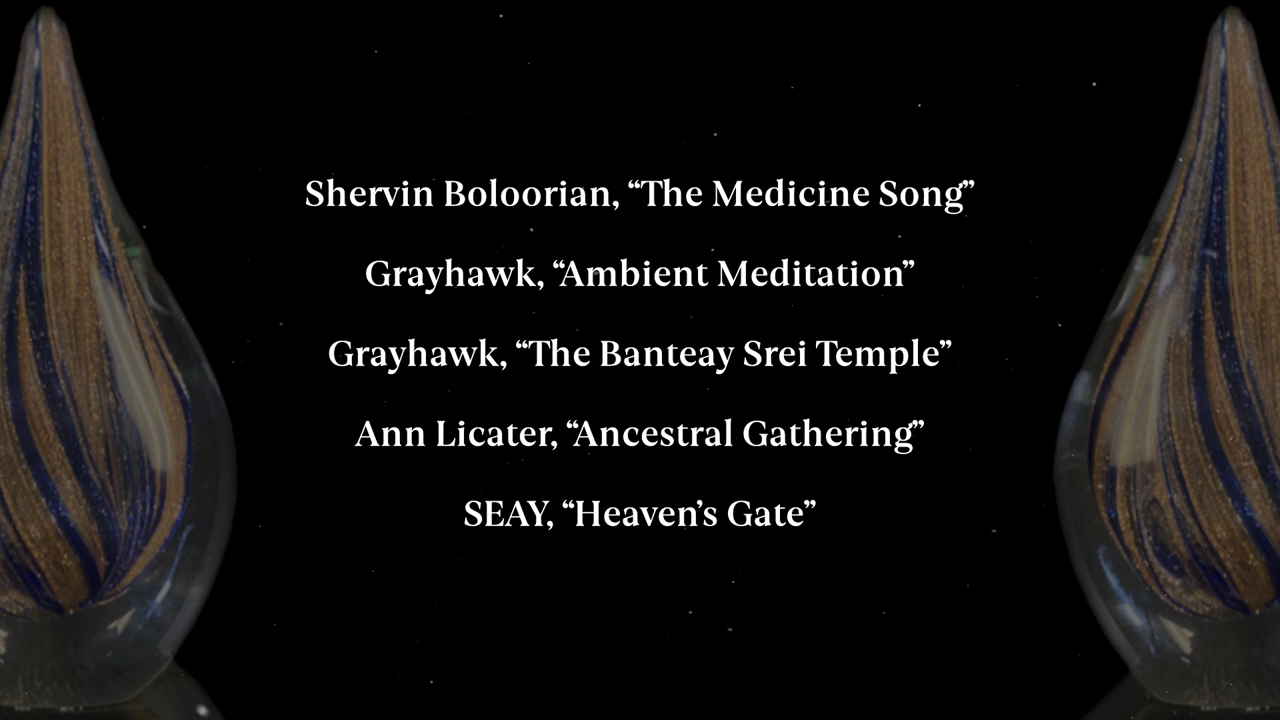 Shervin Boloorian, “The Medicine Song”
Grayhawk, “Ambient Meditation”
Grayhawk, “The Banteay Srei Temple”
Ann Licater, “Ancestral Gathering”
SEAY, “Heaven’s Gate”